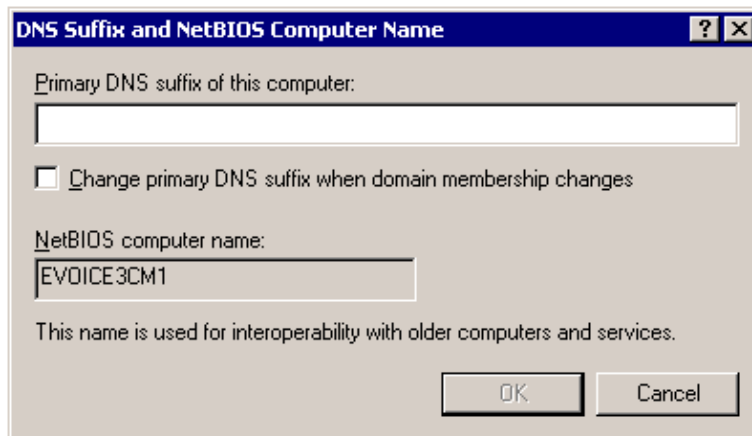 DNS Suffix and NetBIOS Computer Name
Primary DNS suffix of this computer:
Change primary DNS suffix when domain membership changes
NetBIOS computer name:
EVOICE3CM1
This name is used for interoperability with older computers and services.
OK Cancel